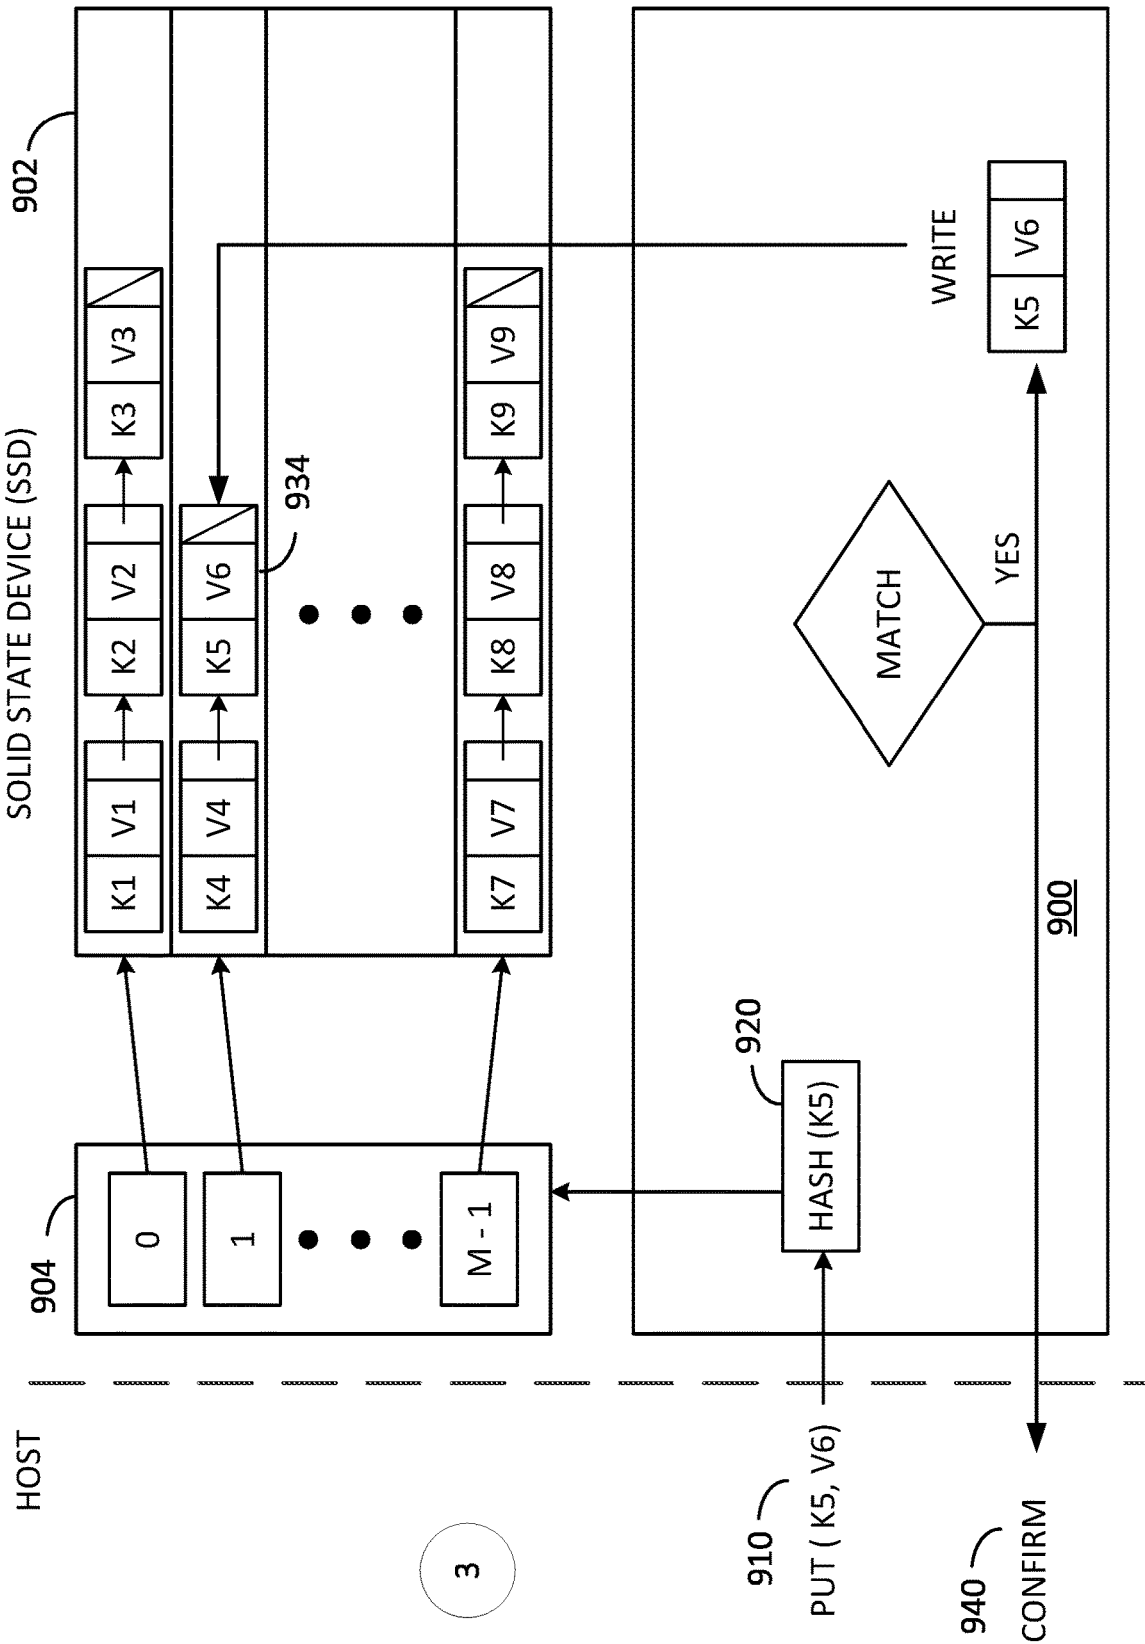 HOST
SOLID STATE DEVICE (SSD)
904
902
0
K1 V1
K2 V2
K3 V3
1
K4 V4
K5 V6
934
M - 1
K7 V7
K8 V8
K9 V9
3
910
PUT ( K5, V6)
920
HASH (K5)
MATCH
YES
WRITE
K5 V6
940
CONFIRM
900